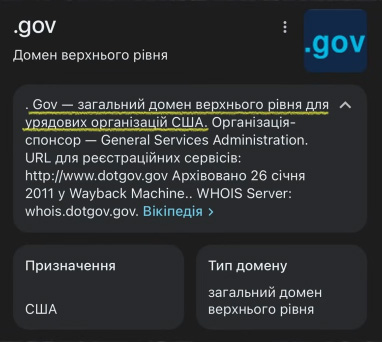 .gov
.gov
Домен верхнього рівня
. Gov — загальний домен верхнього рівня для
урядових організацій США. Організація-
спонсор — General Services Administration.
URL для реєстраційних сервісів:
http://www.dotgov.gov Архівовано 26 січня
2011 у Wayback Machine.. WHOIS Server:
whois.dotgov.gov. Вікіпедія >
Призначення
США
Тип домену
загальний домен
верхнього рівня